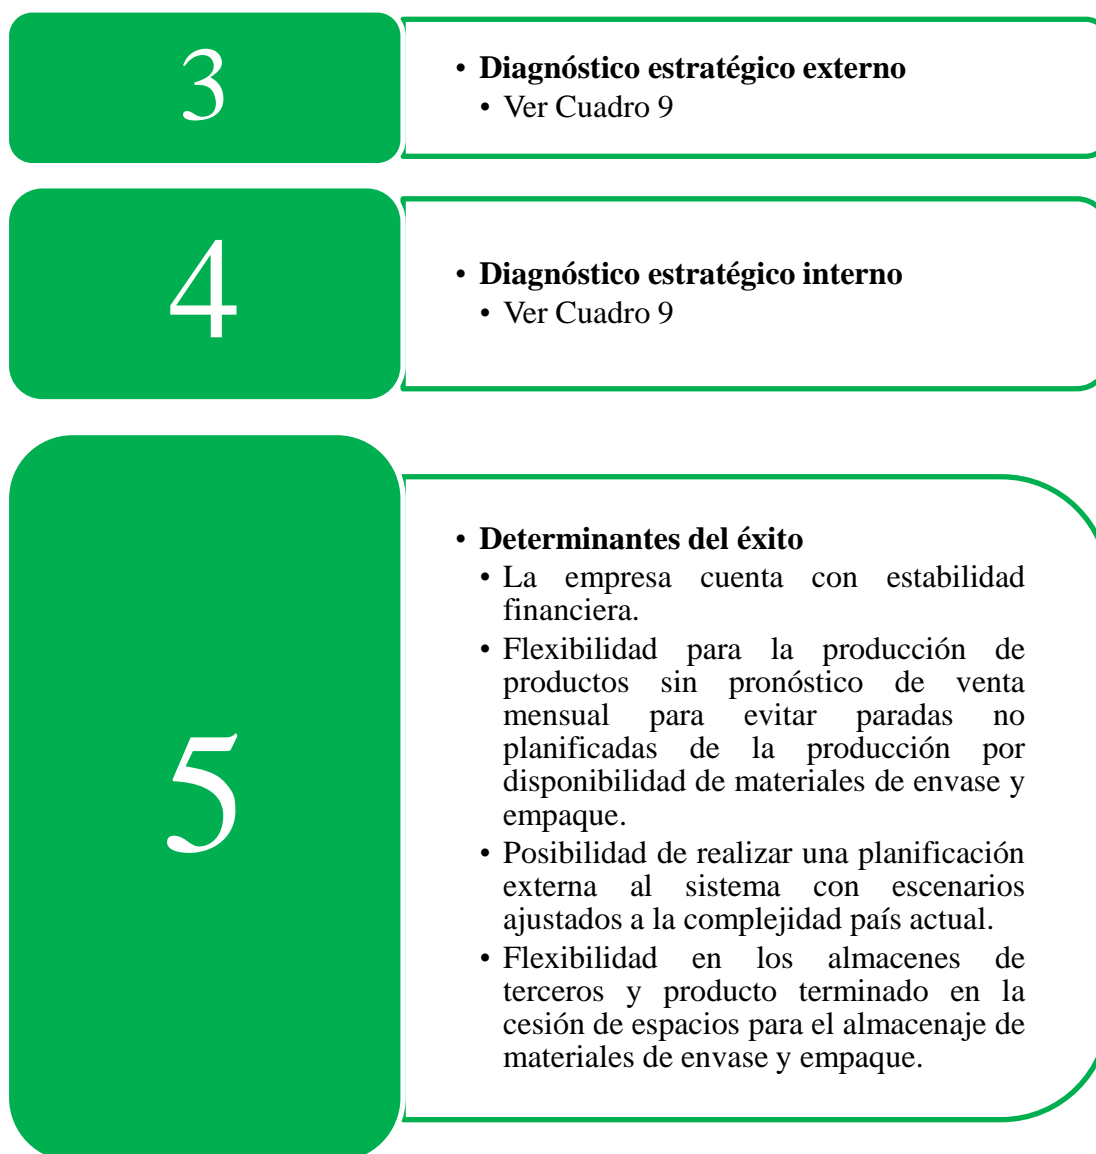 3
• Diagnóstico estratégico externo
• Ver Cuadro 9
4
• Diagnóstico estratégico interno
• Ver Cuadro 9
5
• Determinantes del éxito
• La empresa cuenta con estabilidad
financiera.
• Flexibilidad para la producción de
productos sin pronóstico de venta
mensual para evitar paradas no
planificadas de la producción por
disponibilidad de materiales de envase y
empaque.
• Posibilidad de realizar una planificación
externa al sistema con escenarios
ajustados a la complejidad país actual.
• Flexibilidad en los almacenes de
terceros y producto terminado en la
cesión de espacios para el almacenaje de
materiales de envase y empaque.